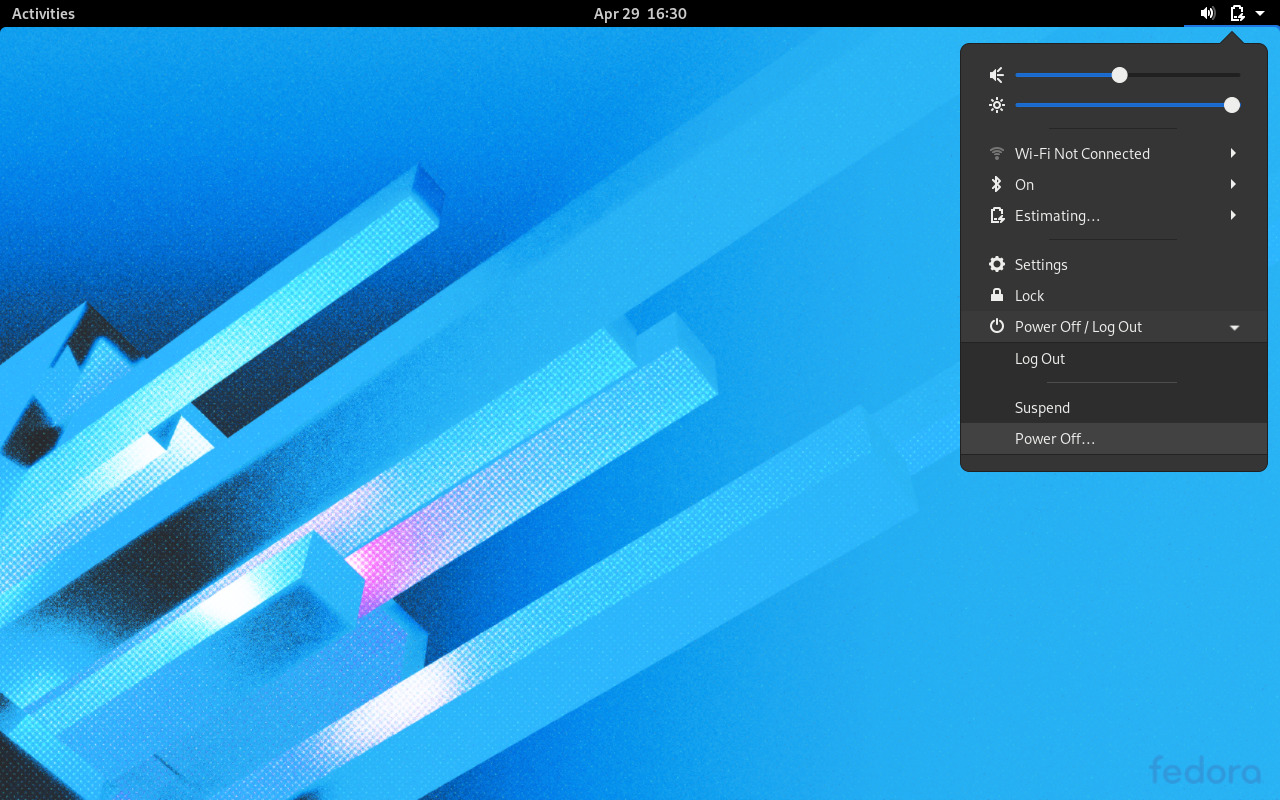 Activities
Apr 29 16:30
Wi-Fi Not Connected
On
Estimating…
Settings
Lock
Power Off / Log Out
Log Out
Suspend
Power Off…
fedora